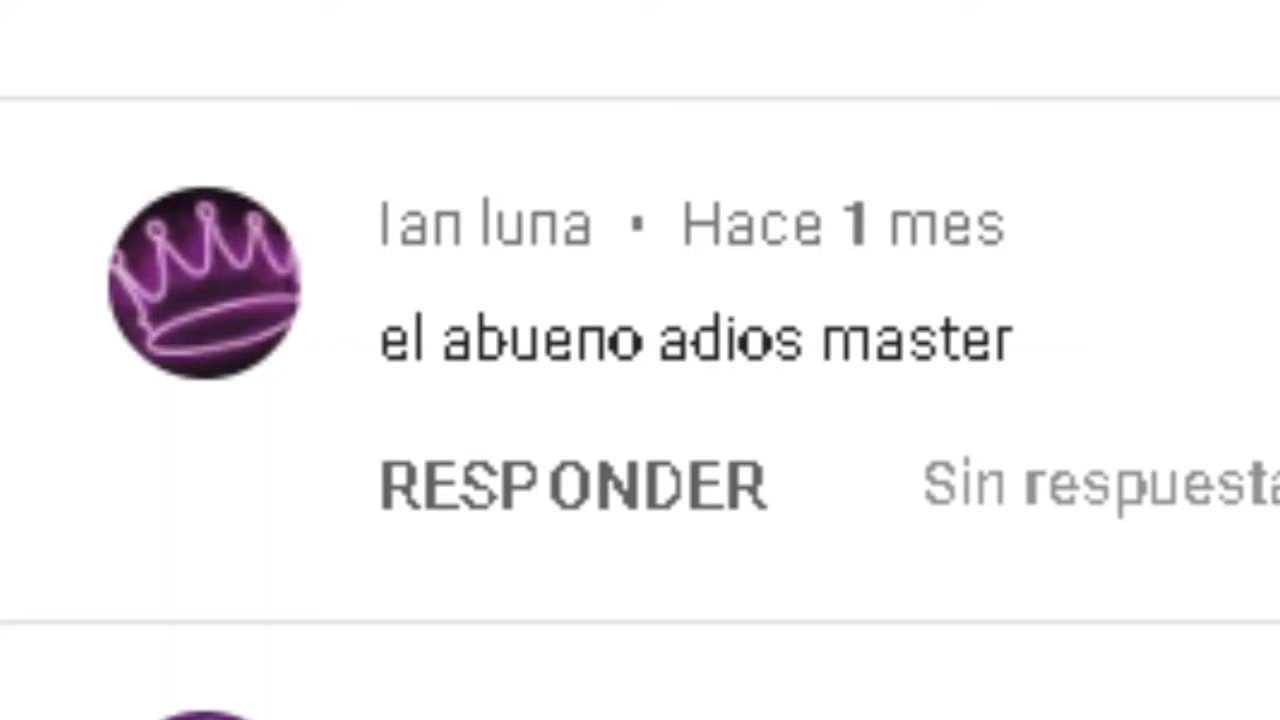 Ian luna • Hace 1 mes
el abueno adios master
RESPONDER Sin respuesta